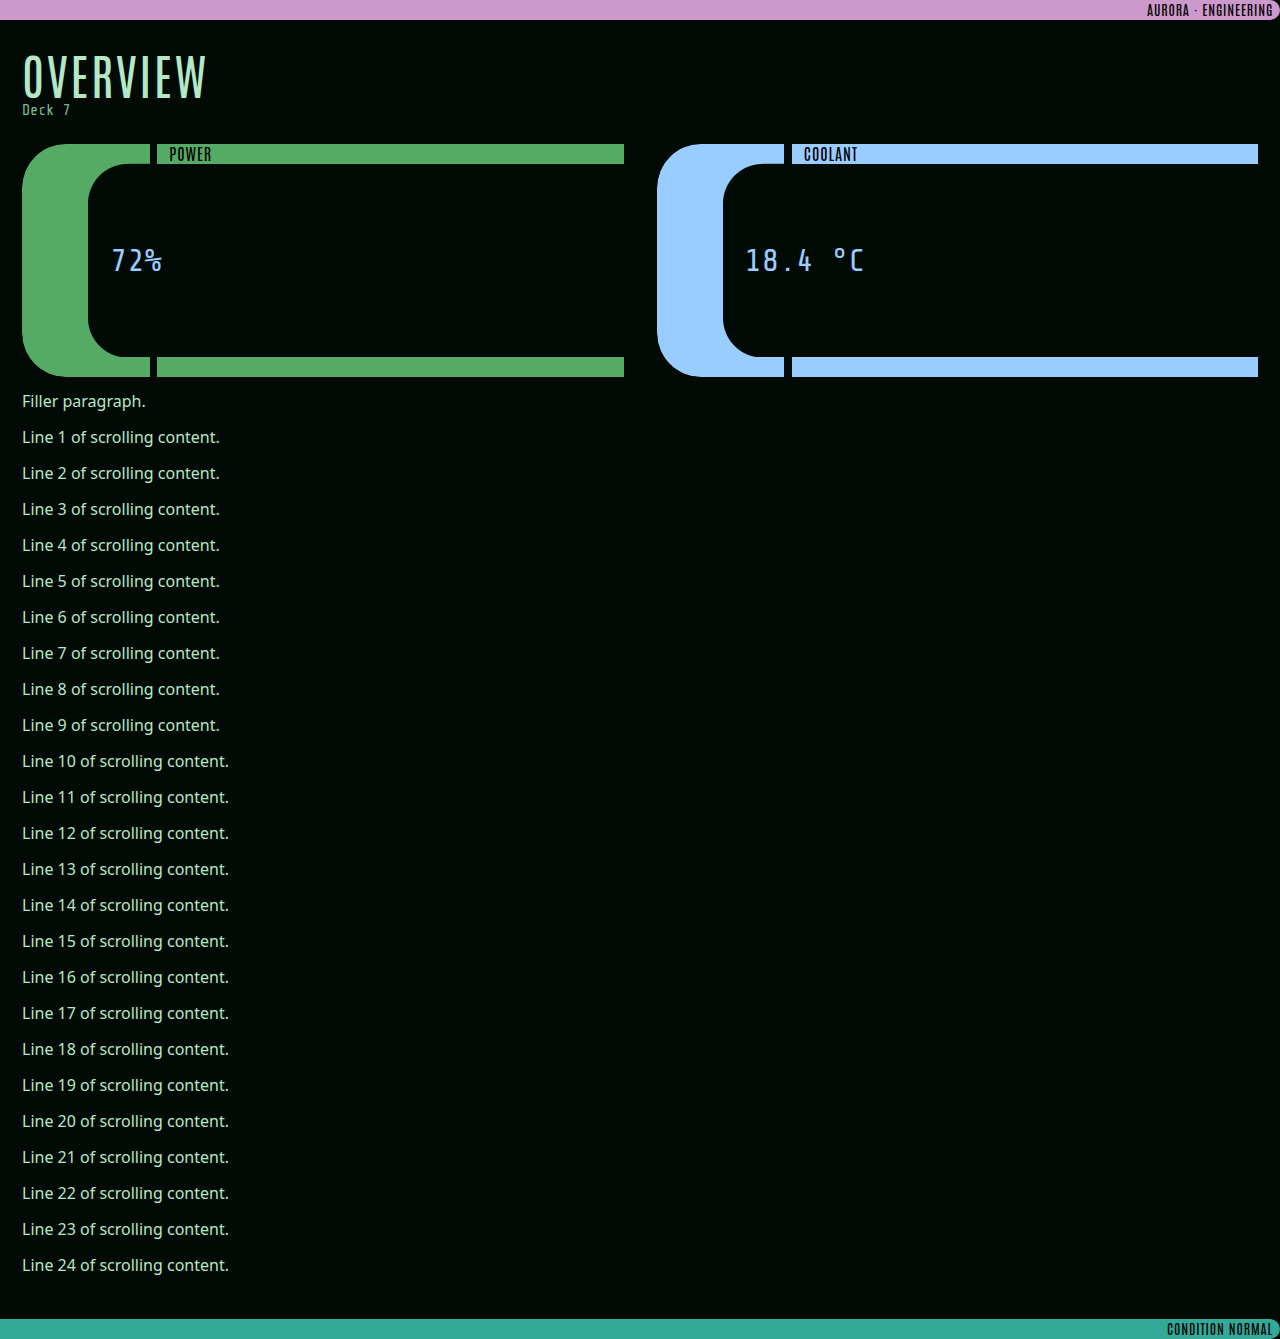 AURORA · ENGINEERING
OVERVIEW
Deck 7
POWER
COOLANT
72%
18.4 °C
Filler paragraph.
Line 1 of scrolling content.
Line 2 of scrolling content.
Line 3 of scrolling content.
Line 4 of scrolling content.
Line 5 of scrolling content.
Line 6 of scrolling content.
Line 7 of scrolling content.
Line 8 of scrolling content.
Line 9 of scrolling content.
Line 10 of scrolling content.
Line 11 of scrolling content.
Line 12 of scrolling content.
Line 13 of scrolling content.
Line 14 of scrolling content.
Line 15 of scrolling content.
Line 16 of scrolling content.
Line 17 of scrolling content.
Line 18 of scrolling content.
Line 19 of scrolling content.
Line 20 of scrolling content.
Line 21 of scrolling content.
Line 22 of scrolling content.
Line 23 of scrolling content.
Line 24 of scrolling content.
CONDITION NORMAL